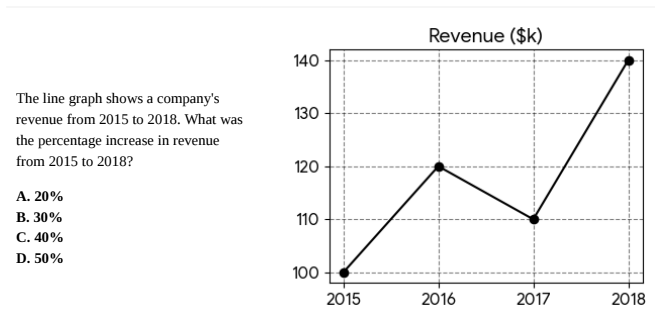 The line graph shows a company's
revenue from 2015 to 2018. What was
the percentage increase in revenue
from 2015 to 2018?
A. 20%
B. 30%
C. 40%
D. 50%
Revenue ($k)
140
130
120
110
100
2015 2016 2017 2018